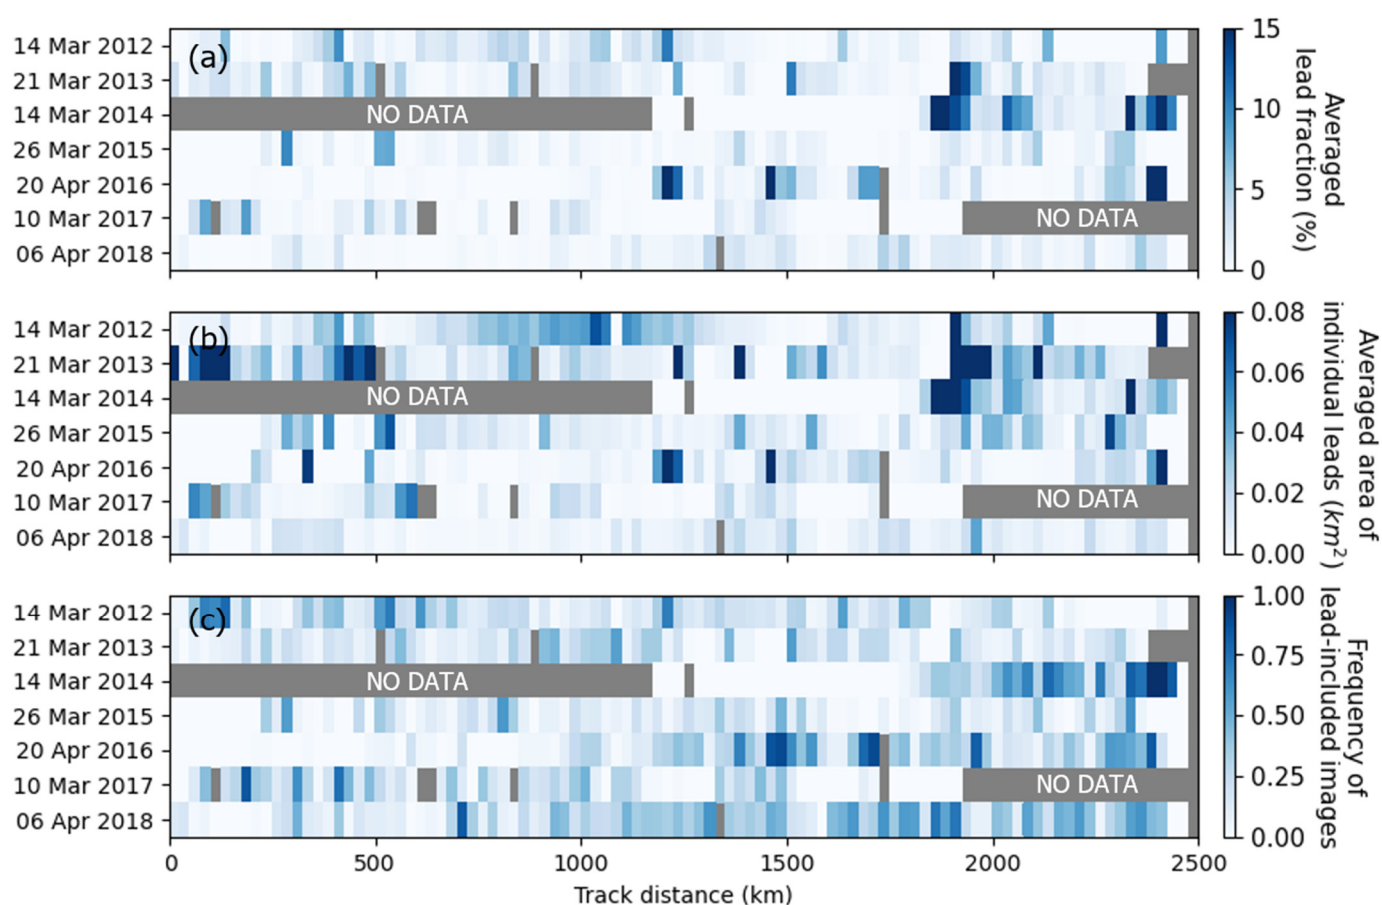 (a)
14 Mar 2012
21 Mar 2013
14 Mar 2014
26 Mar 2015
20 Apr 2016
10 Mar 2017
06 Apr 2018
NO DATA
NO DATA
15
10
5
0
Averaged
lead fraction (%)
(b)
14 Mar 2012
21 Mar 2013
14 Mar 2014
26 Mar 2015
20 Apr 2016
10 Mar 2017
06 Apr 2018
NO DATA
NO DATA
0.08
0.06
0.04
0.02
0.00
Averaged area of
individual leads (km²)
(c)
14 Mar 2012
21 Mar 2013
14 Mar 2014
26 Mar 2015
20 Apr 2016
10 Mar 2017
06 Apr 2018
NO DATA
NO DATA
1.00
0.75
0.50
0.25
0.00
Frequency of
lead-included images
0 500 1000 1500 2000 2500
Track distance (km)